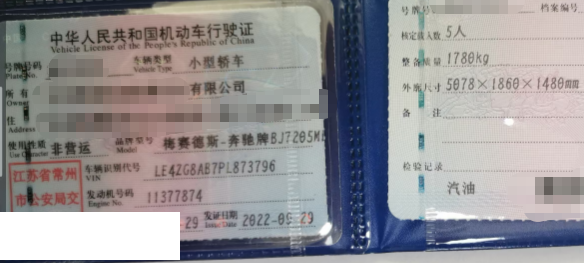 中华人民共和国机动车行驶证
Vehicle License of the People's Republic of China
号牌号码
Plate No.
车辆类型
Vehicle Type
小型轿车
所 有
Owner
有限公司
住
Address
使用性质
Use Character
非营运
品牌型号
Model
梅赛德斯-奔驰牌BJ7205M
江苏省常州
市公安局交
车辆识别代号
VIN
LE4ZG8AB7PL873796
发动机号码
Engine No.
11377874
29
发证日期
Issue Date
2022-09-29
号牌号
档案编号
核定载人数
5人
整备质量
1780kg
外廓尺寸
5078×1860×1480mm
备 注
检验记录
汽油